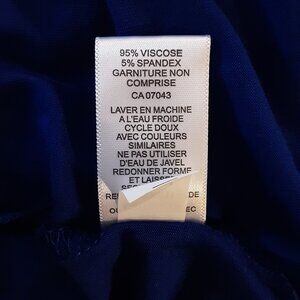 95% VISCOSE
5% SPANDEX
GARNITURE NON
COMPRISE
CA 07043
LAVER EN MACHINE
A L'EAU FROIDE
CYCLE DOUX
AVEC COULEURS
SIMILAIRES
NE PAS UTILISER
D'EAU DE JAVEL
REDONNER FORME
ET LAISSER